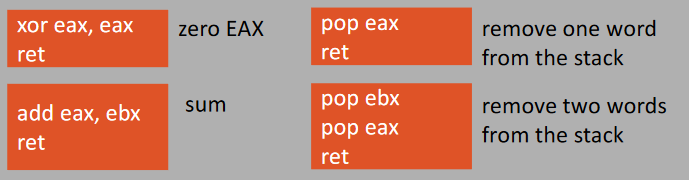 xor eax, eax
ret
zero EAX
pop eax
ret
remove one word
from the stack
add eax, ebx
ret
sum
pop ebx
pop eax
ret
remove two words
from the stack